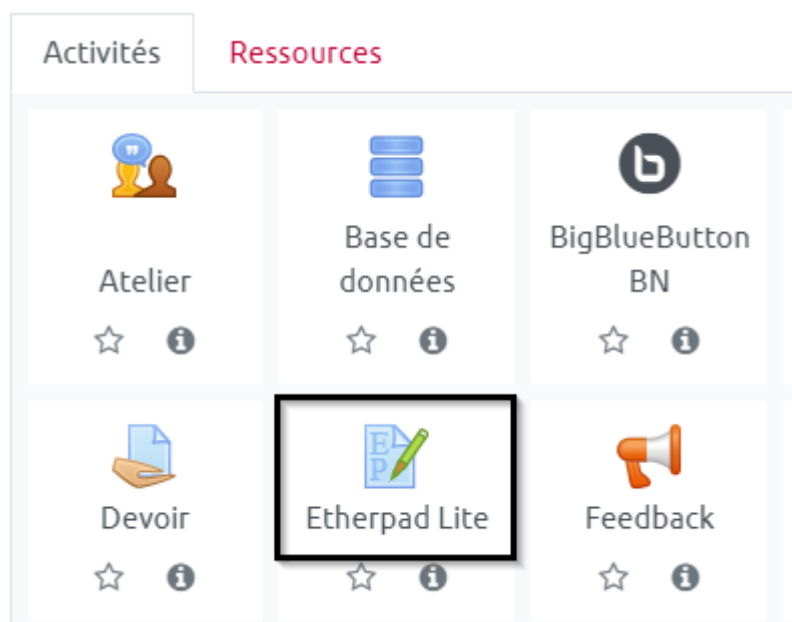 Activités Ressources
Atelier
Base de
données
BigBlueButton
BN
Devoir
Etherpad Lite
Feedback